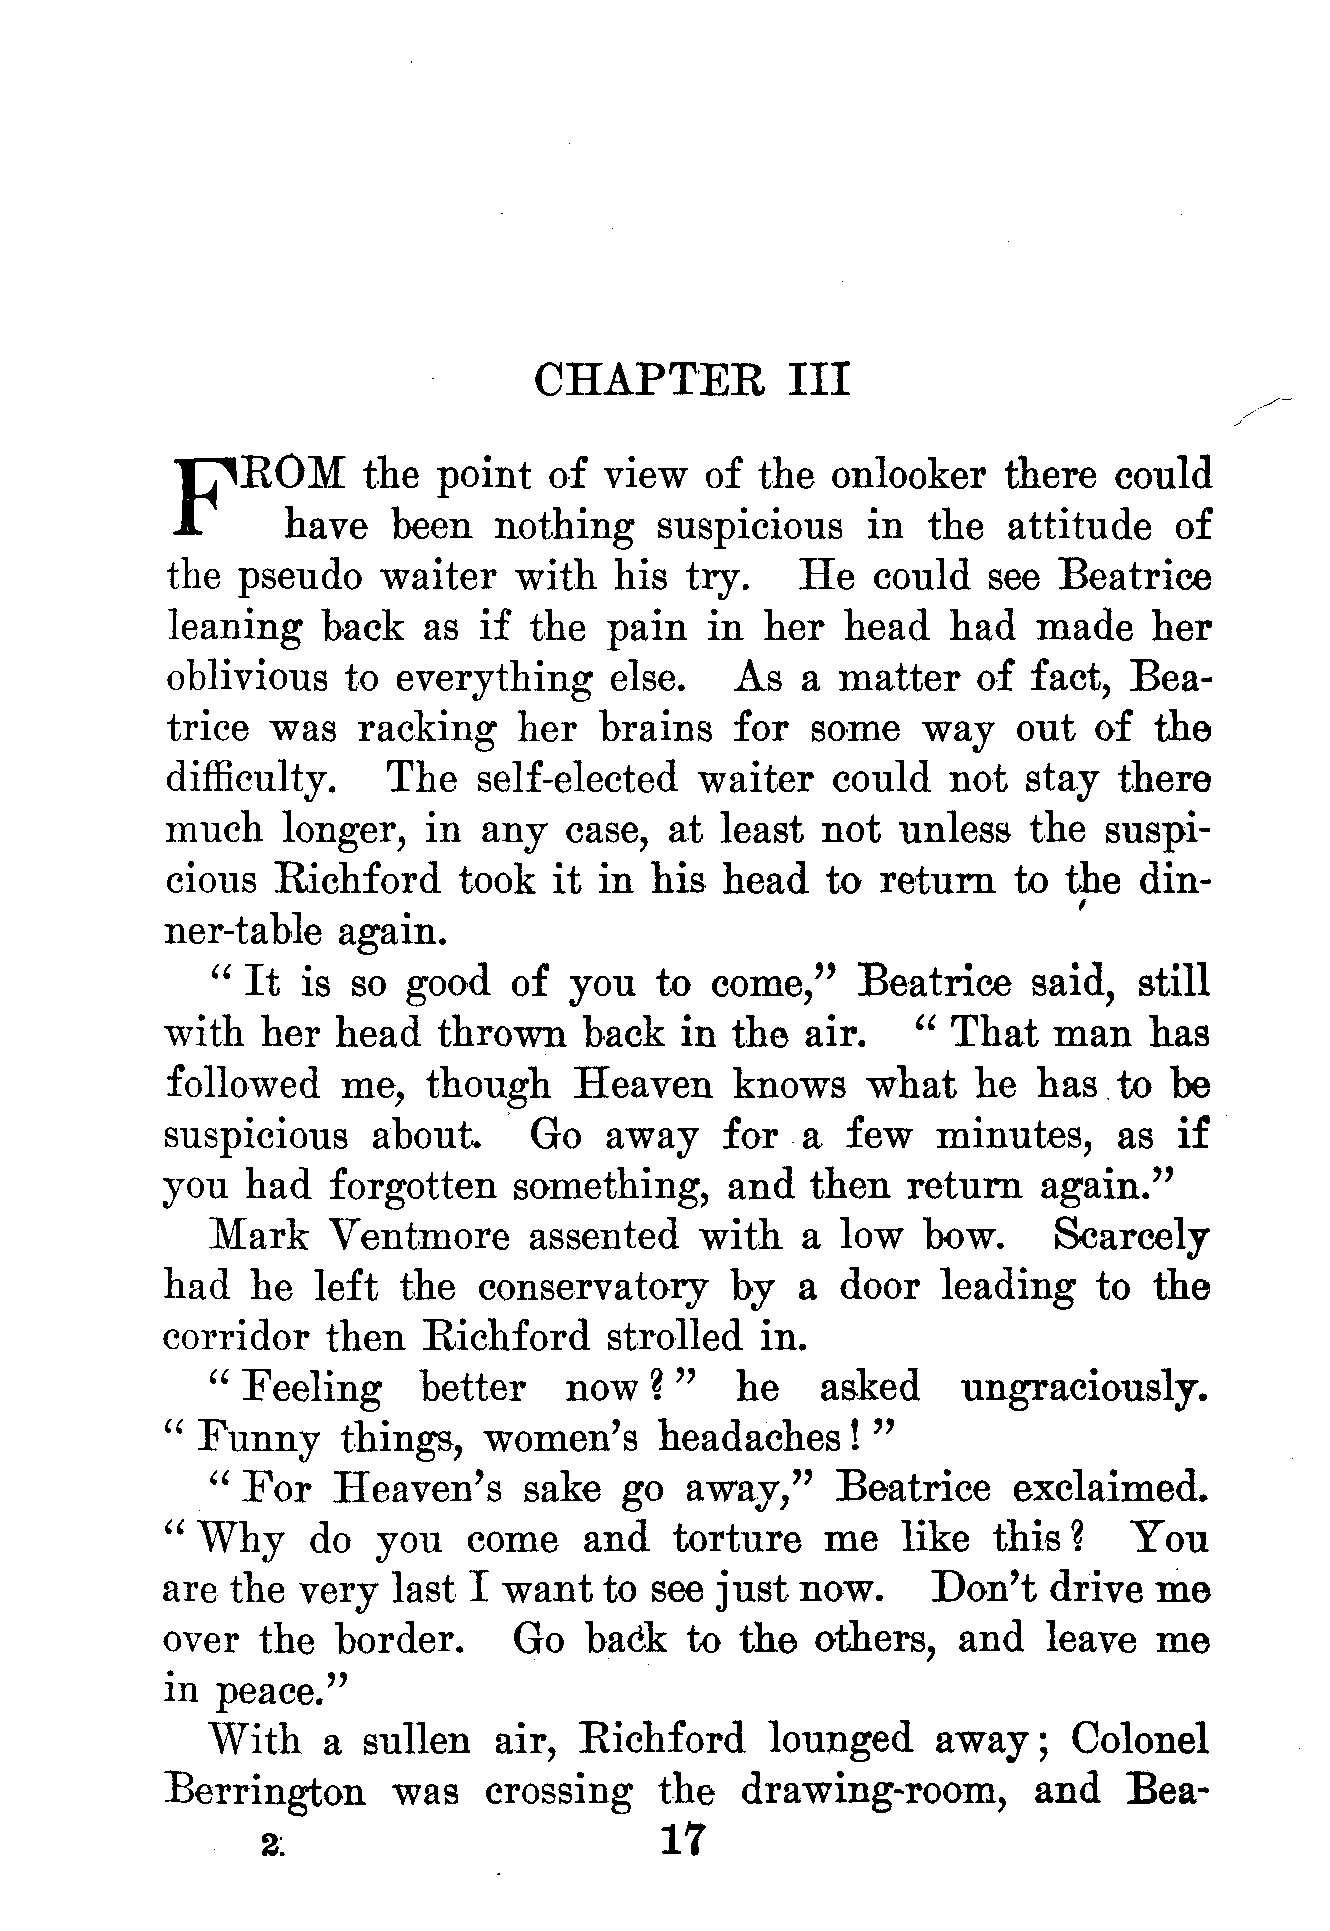 CHAPTER III
FROM the point of view of the onlooker there could
have been nothing suspicious in the attitude of
the pseudo waiter with his try. He could see Beatrice
leaning back as if the pain in her head had made her
oblivious to everything else. As a matter of fact, Bea-
trice was racking her brains for some way out of the
difficulty. The self-elected waiter could not stay there
much longer, in any case, at least not unless the suspi-
cious Richford took it in his head to return to the din-
ner-table again.
“ It is so good of you to come,” Beatrice said, still
with her head thrown back in the air. “ That man has
followed me, though Heaven knows what he has to be
suspicious about. Go away for a few minutes, as if
you had forgotten something, and then return again.”
Mark Ventmore assented with a low bow. Scarcely
had he left the conservatory by a door leading to the
corridor then Richford strolled in.
“ Feeling better now ? ” he asked ungraciously.
“ Funny things, women’s headaches ! ”
“ For Heaven’s sake go away,” Beatrice exclaimed.
“ Why do you come and torture me like this ? You
are the very last I want to see just now. Don’t drive me
over the border. Go back to the others, and leave me
in peace.”
With a sullen air, Richford lounged away ; Colonel
Berrington was crossing the drawing-room, and Bea-
2. 17